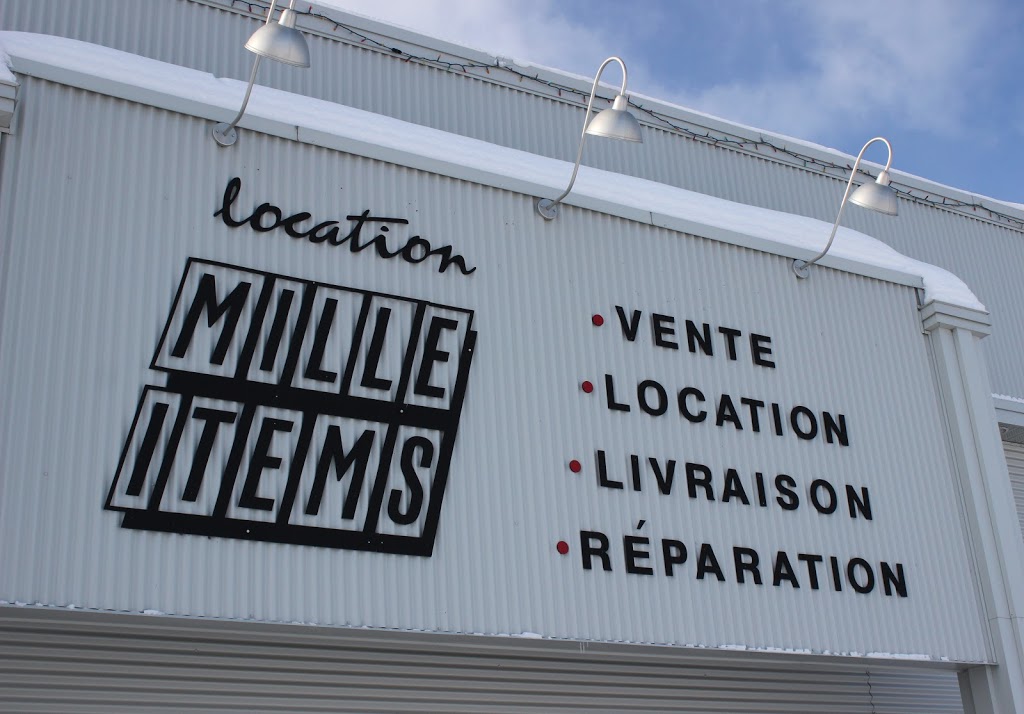 location
MILLE
ITEMS
• VENTE
• LOCATION
• LIVRAISON
• RÉPARATION